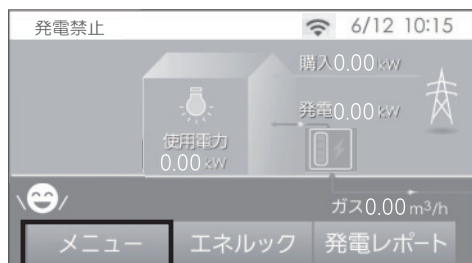 発電禁止 6/12 10:15
購入0.00 kW
発電0.00 kW
使用電力
0.00 kW
ガス0.00 m³/h
メニュー エネルック 発電レポート